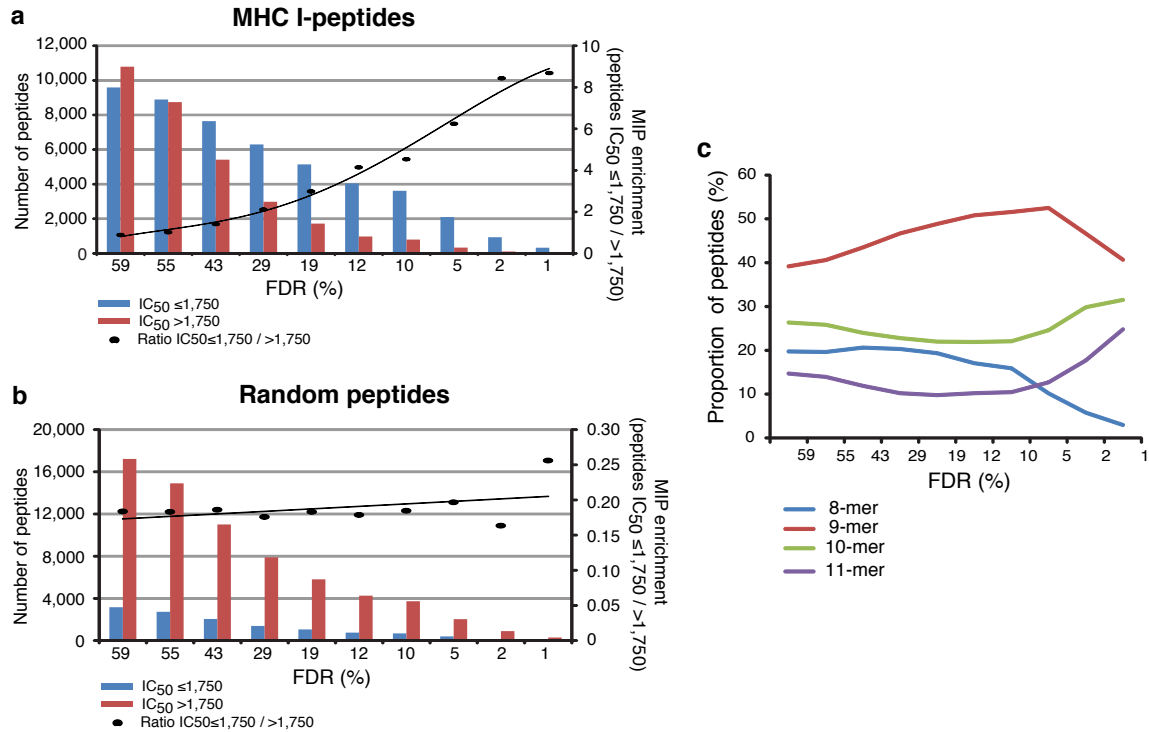 a
MHC I-peptides
12,000
10,000
8,000
6,000
4,000
2,000
0
Number of peptides
10
8
6
4
2
0
MIP enrichment
(peptides IC50 ≤1,750 / >1,750)
59 55 43 29 19 12 10 5 2 1
FDR (%)
IC50 ≤1,750
IC50 >1,750
Ratio IC50≤1,750 / >1,750
b
Random peptides
20,000
16,000
12,000
8,000
4,000
0
Number of peptides
0.30
0.25
0.20
0.15
0.10
0.05
0
MIP enrichment
(peptides IC50 ≤1,750 / >1,750)
59 55 43 29 19 12 10 5 2 1
FDR (%)
IC50 ≤1,750
IC50 >1,750
Ratio IC50≤1,750 / >1,750
c
60
50
40
30
20
10
0
Proportion of peptides (%)
59 55 43 29 19 12 10 5 2 1
FDR (%)
8-mer
9-mer
10-mer
11-mer